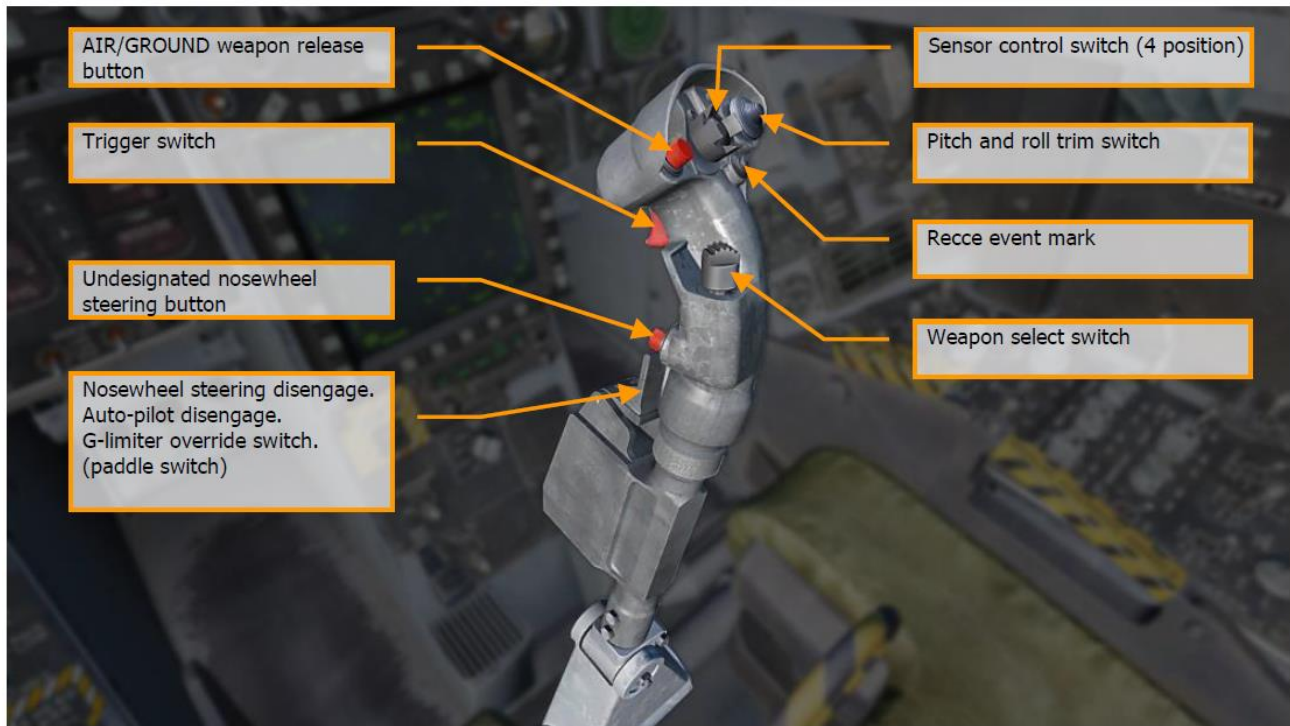 AIR/GROUND weapon release
button
Trigger switch
Undesignated nosewheel
steering button
Nosewheel steering disengage.
Auto-pilot disengage.
G-limiter override switch.
(paddle switch)
Sensor control switch (4 position)
Pitch and roll trim switch
Recce event mark
Weapon select switch